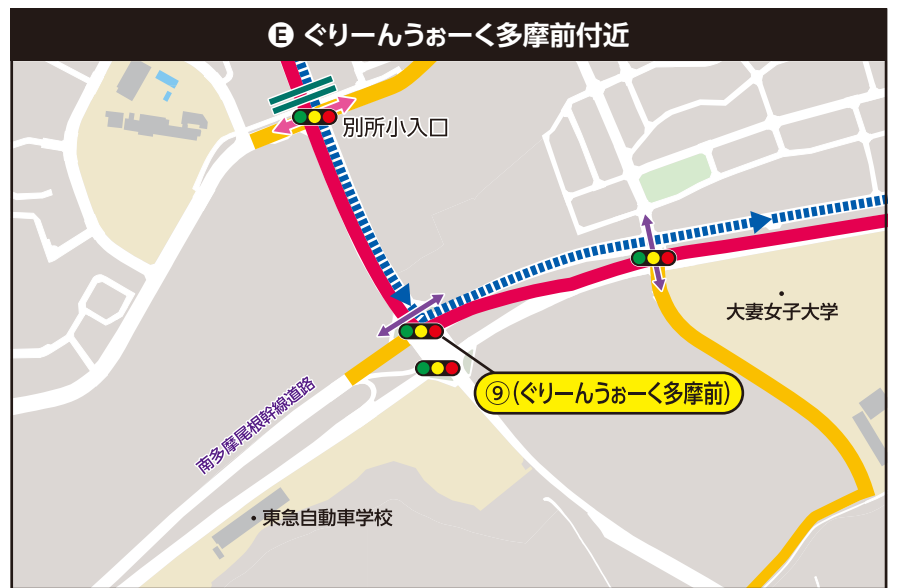 E ぐりーんうぉーく多摩前付近
別所小入口
大妻女子大学
⑨(ぐりーんうぉーく多摩前)
南多摩尾根幹線道路
東急自動車学校